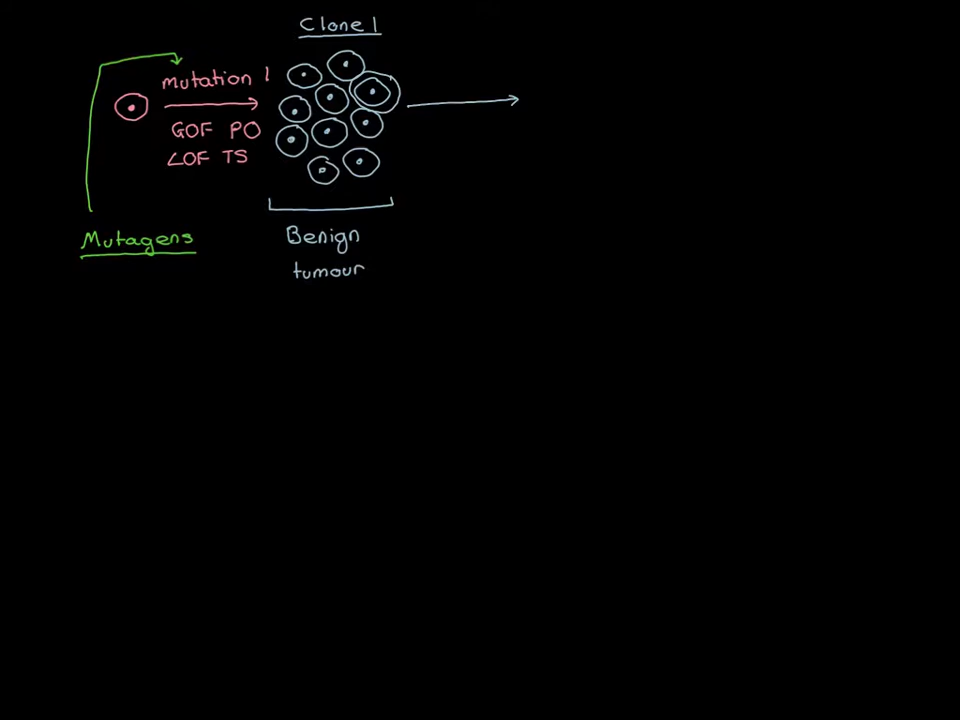 Clone 1
mutation 1
GOF PO
LOF TS
Mutagens
Benign
tumour